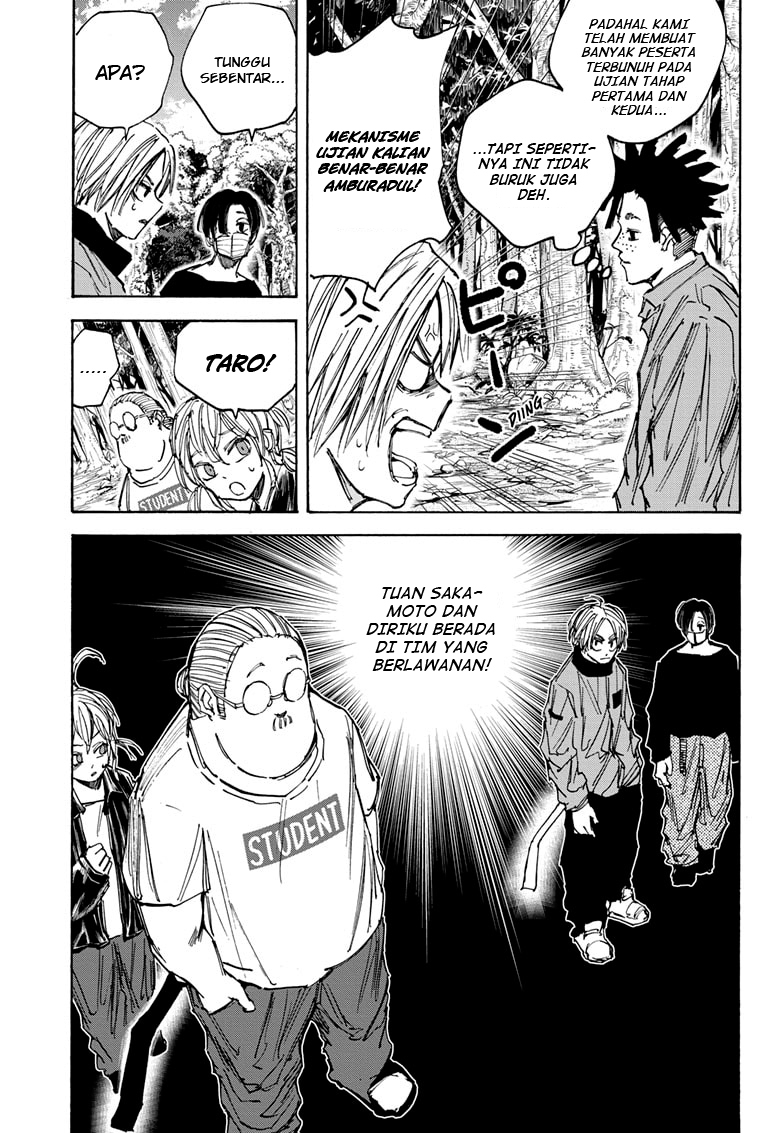 PADAHAL KAMI
TELAH MEMBUAT
BANYAK PESERTA
TERBUNUH PADA
UJIAN TAHAP
PERTAMA DAN
KEDUA...
...TAPI SEPERTI-
NYA INI TIDAK
BURUK JUGA
DEH.
MEKANISME
UJIAN KALIAN
BENAR-BENAR
AMBURADUL!
ピーン
DIING
TUNGGU
SEBENTAR...
APA?
TARO!
.....
STUDENT
TUAN SAKA-
MOTO DAN
DIRIKU BERADA
DI TIM YANG
BERLAWANAN!
STUDENT